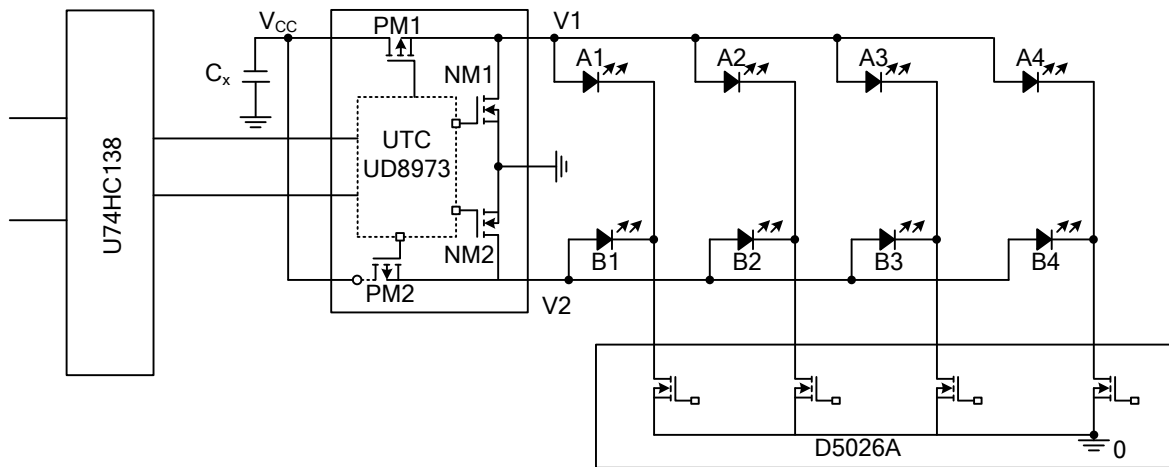 U74HC138
V_CC
C_x
PM1
NM1
UTC
UD8973
NM2
PM2
V1
V2
A1
A2
A3
A4
B1
B2
B3
B4
D5026A
0